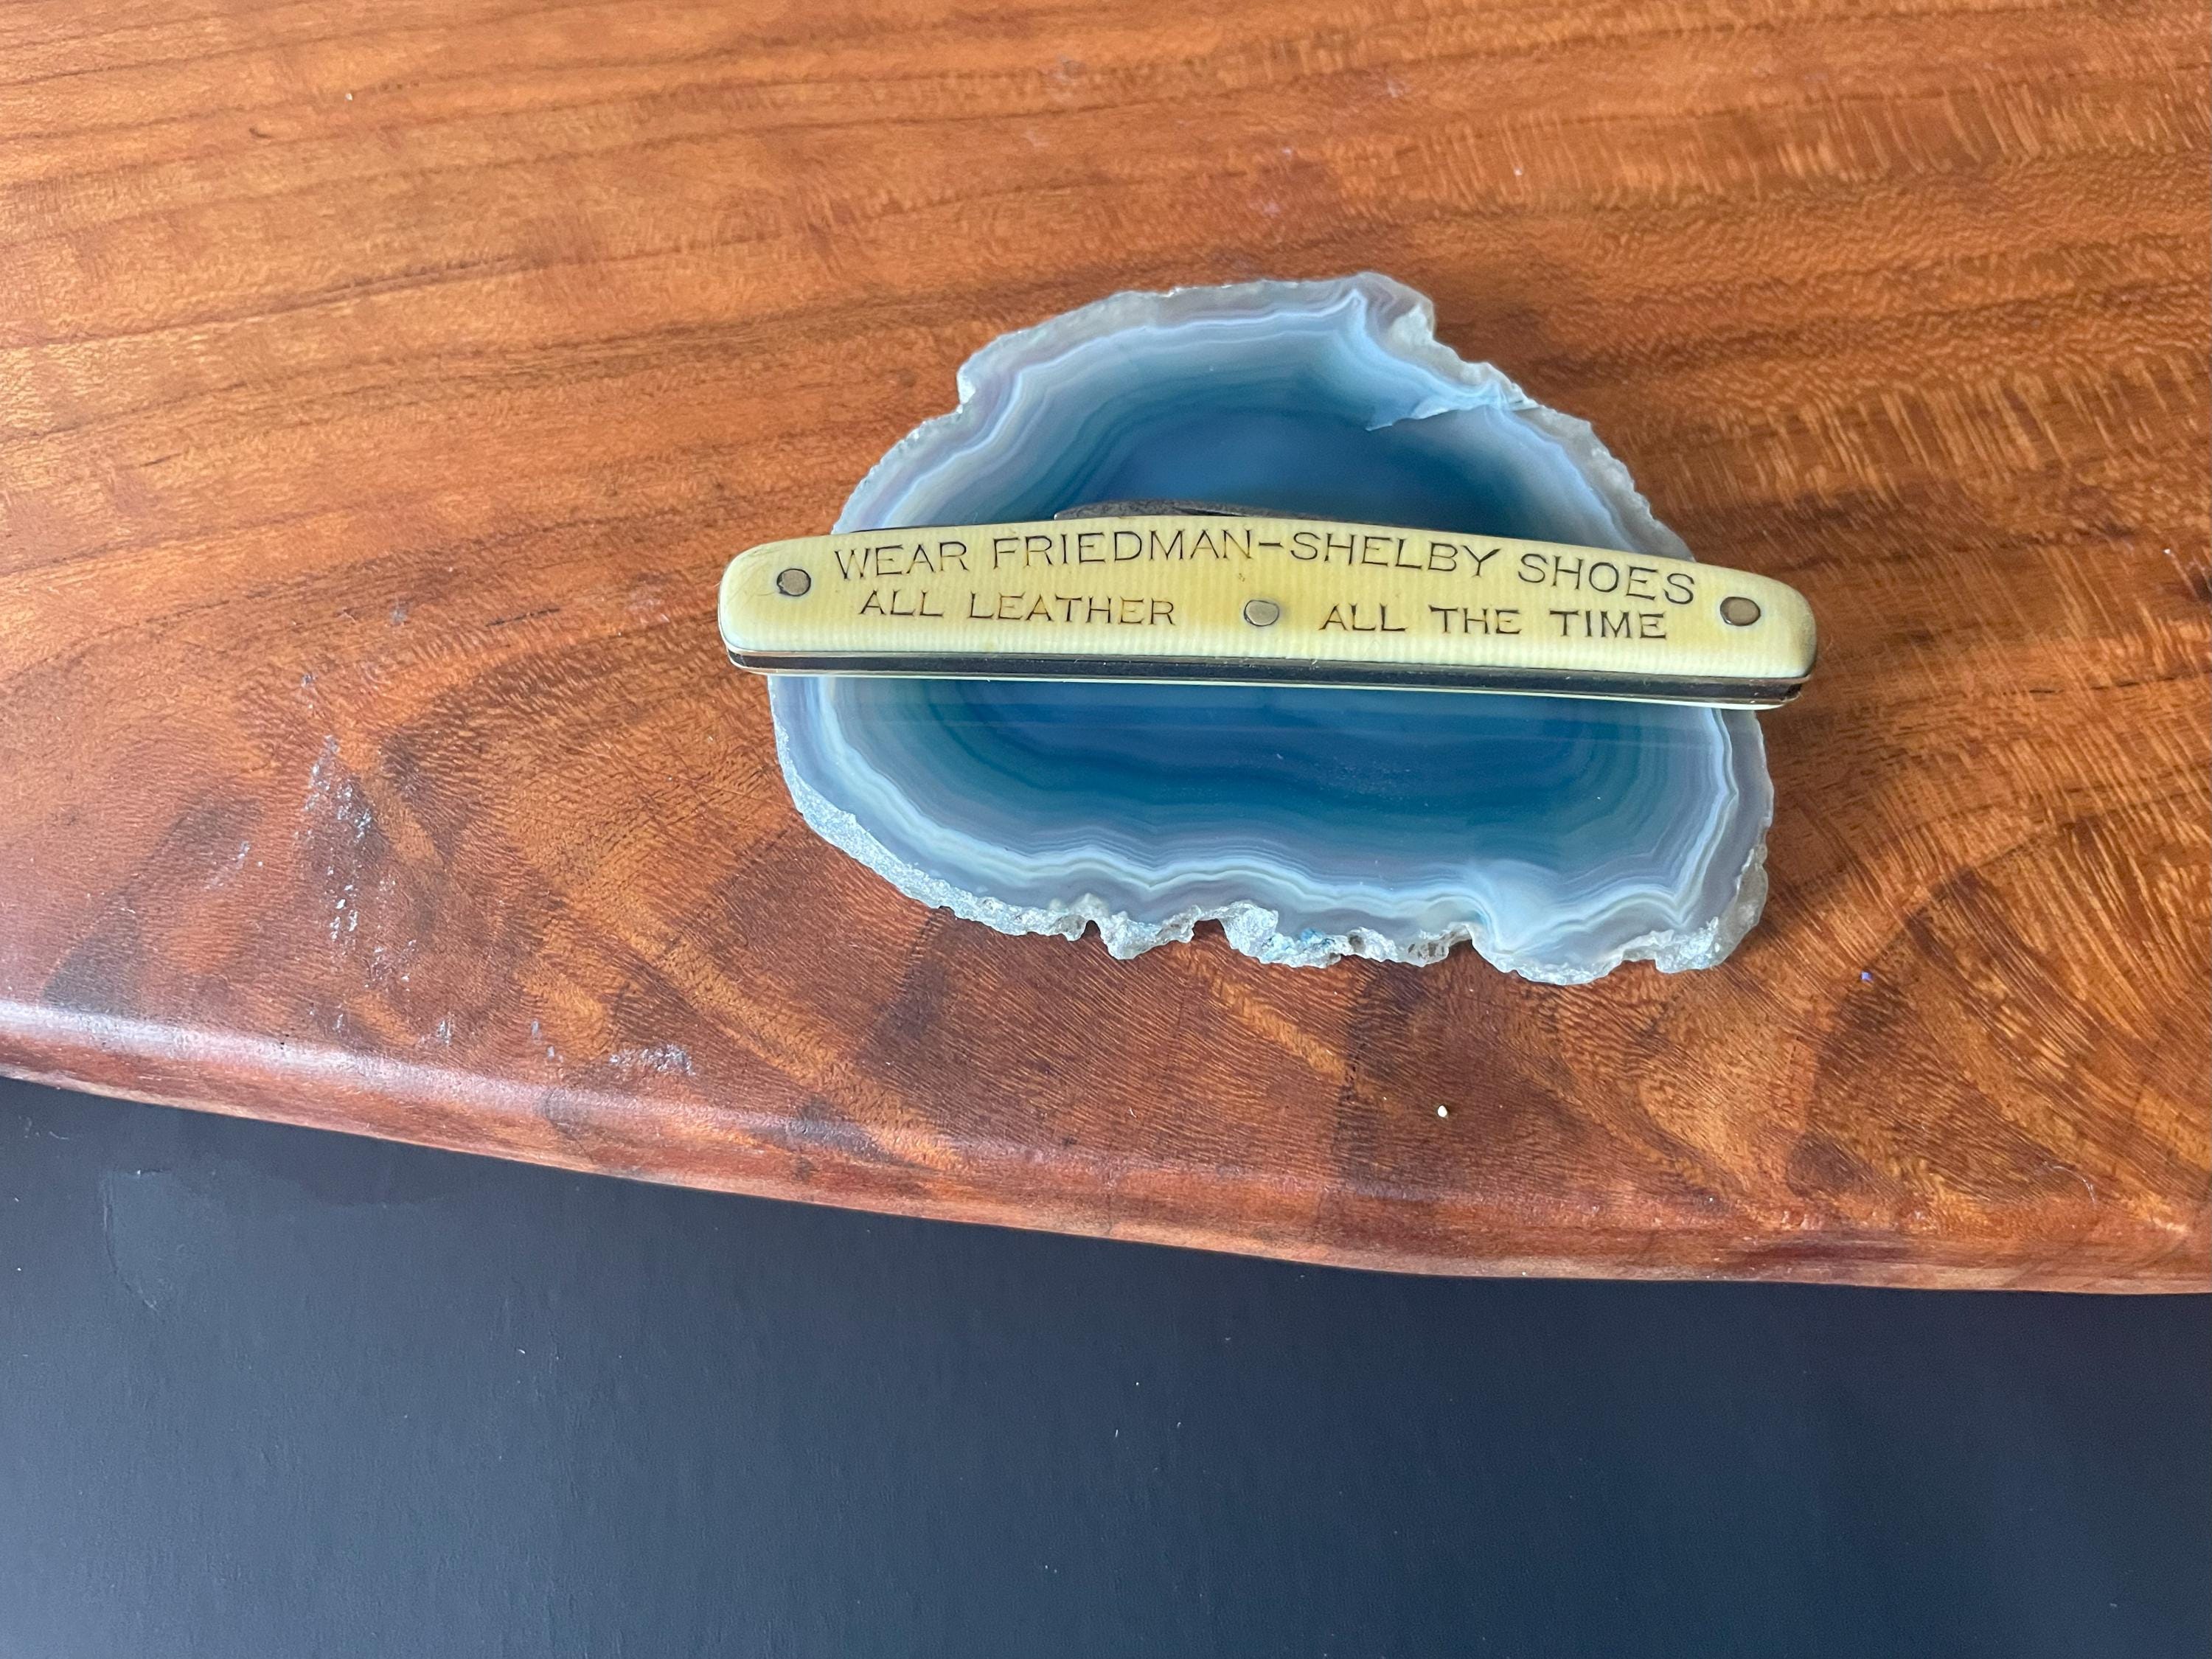 WEAR FRIEDMAN-SHELBY SHOES
ALL LEATHER ALL THE TIME